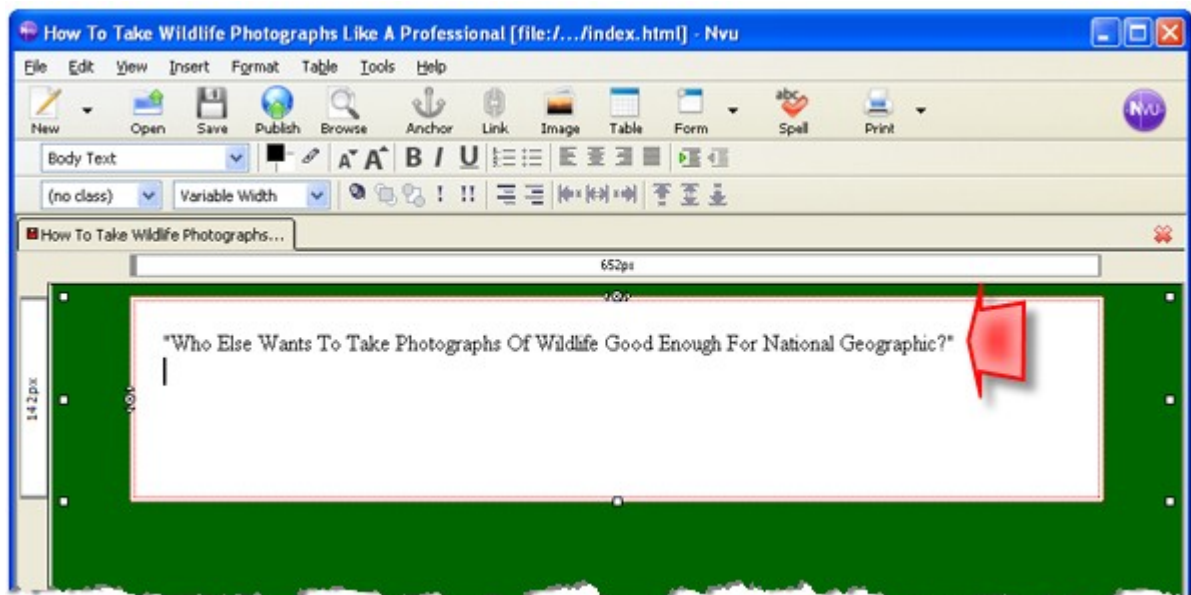 How To Take Wildlife Photographs Like A Professional [file:/.../index.html] - Nvu
File Edit View Insert Format Table Tools Help
New Open Save Publish Browse Anchor Link Image Table Form Spell Print
Body Text
(no class) Variable Width
How To Take Wildlife Photographs...
652px
142px
"Who Else Wants To Take Photographs Of Wildlife Good Enough For National Geographic?"